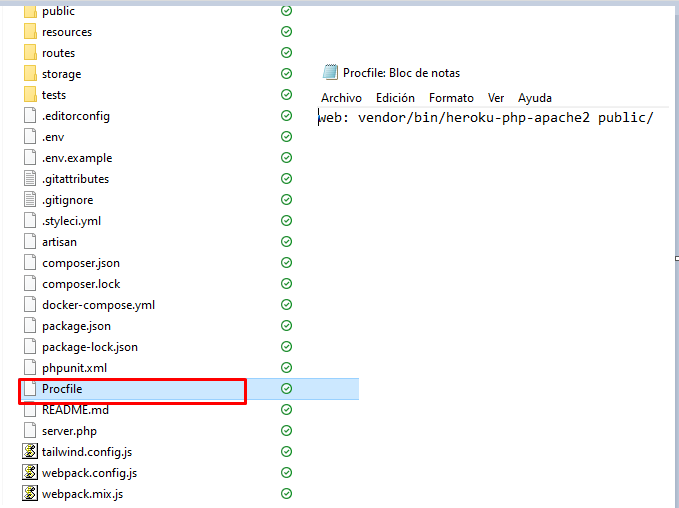 public
resources
routes
storage
tests
.editorconfig
.env
.env.example
.gitattributes
.gitignore
.styleci.yml
artisan
composer.json
composer.lock
docker-compose.yml
package.json
package-lock.json
phpunit.xml
Procfile
README.md
server.php
tailwind.config.js
webpack.config.js
webpack.mix.js
Procfile: Bloc de notas
Archivo Edición Formato Ver Ayuda
web: vendor/bin/heroku-php-apache2 public/